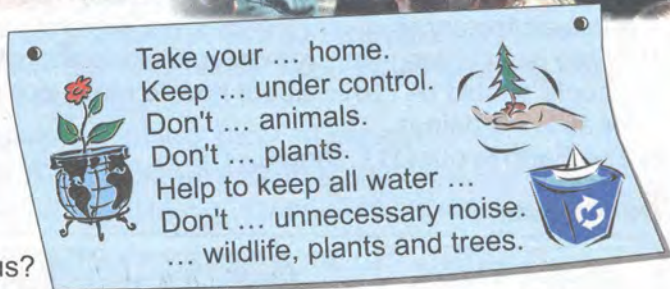 Take your ... home.
Keep ... under control.
Don't ... animals.
Don't ... plants.
Help to keep all water ...
Don't ... unnecessary noise.
... wildlife, plants and trees.
us?